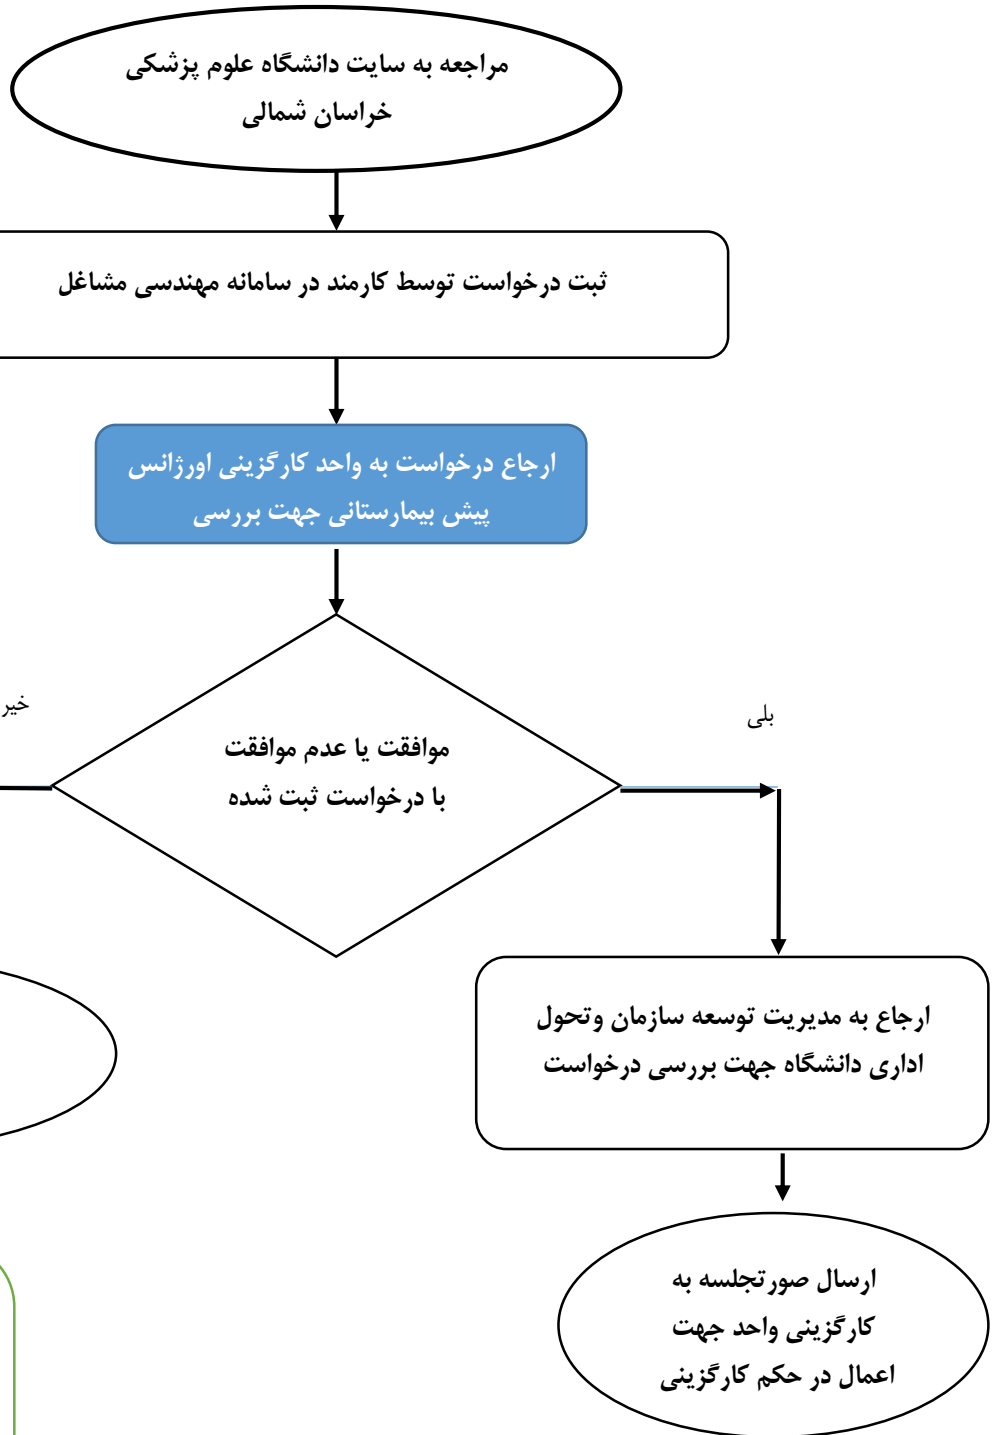 مراجعه به سایت دانشگاه علوم پزشکی
خراسان شمالی
ثبت درخواست توسط کارمند در سامانه مهندسی مشاغل
ارجاع درخواست به واحد کارگزینی اورژانس
پیش بیمارستانی جهت بررسی
بلی
خیر
موافقت یا عدم موافقت
با درخواست ثبت شده
ارجاع به مدیریت توسعه سازمان وتحول
اداری دانشگاه جهت بررسی درخواست
ارسال صورتجلسه به
کارگزینی واحد جهت
اعمال در حکم کارگزینی